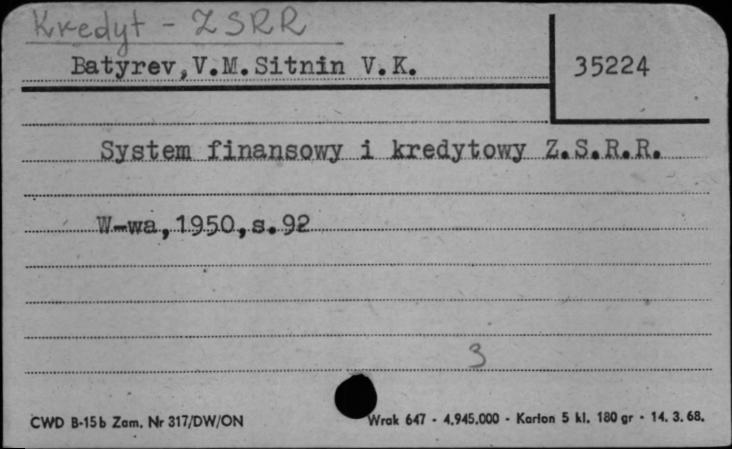 Kredyt - ZSRR
Batyrev,V.M.Sitnin V.K.
35224
System finansowy i kredytowy Z.S.R.R.
W-wa,1950,s.92
3
CWD B-15b Zam. Nr 317/DW/ON
Wrak 647 - 4.945.000 - Karton 5 kl. 180 gr - 14. 3. 68.